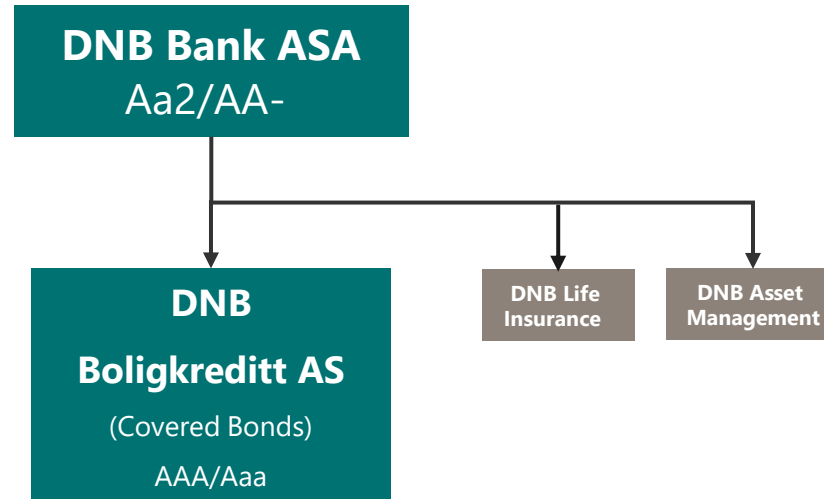 DNB Bank ASA
Aa2/AA-
DNB
Boligkreditt AS
(Covered Bonds)
AAA/Aaa
DNB Life
Insurance
DNB Asset
Management